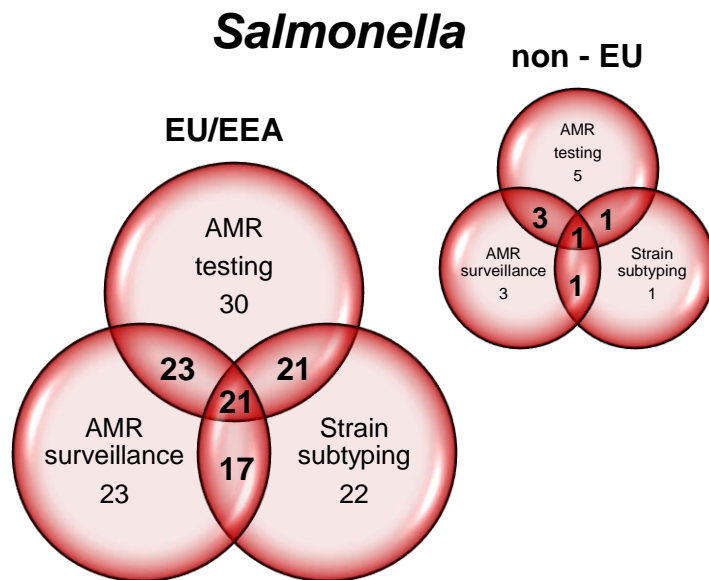 Salmonella
EU/EEA
AMR
testing
30
23
21
21
AMR
surveillance
23
17
Strain
subtyping
22
non - EU
AMR
testing
5
3
1
1
AMR
surveillance
3
1
Strain
subtyping
1